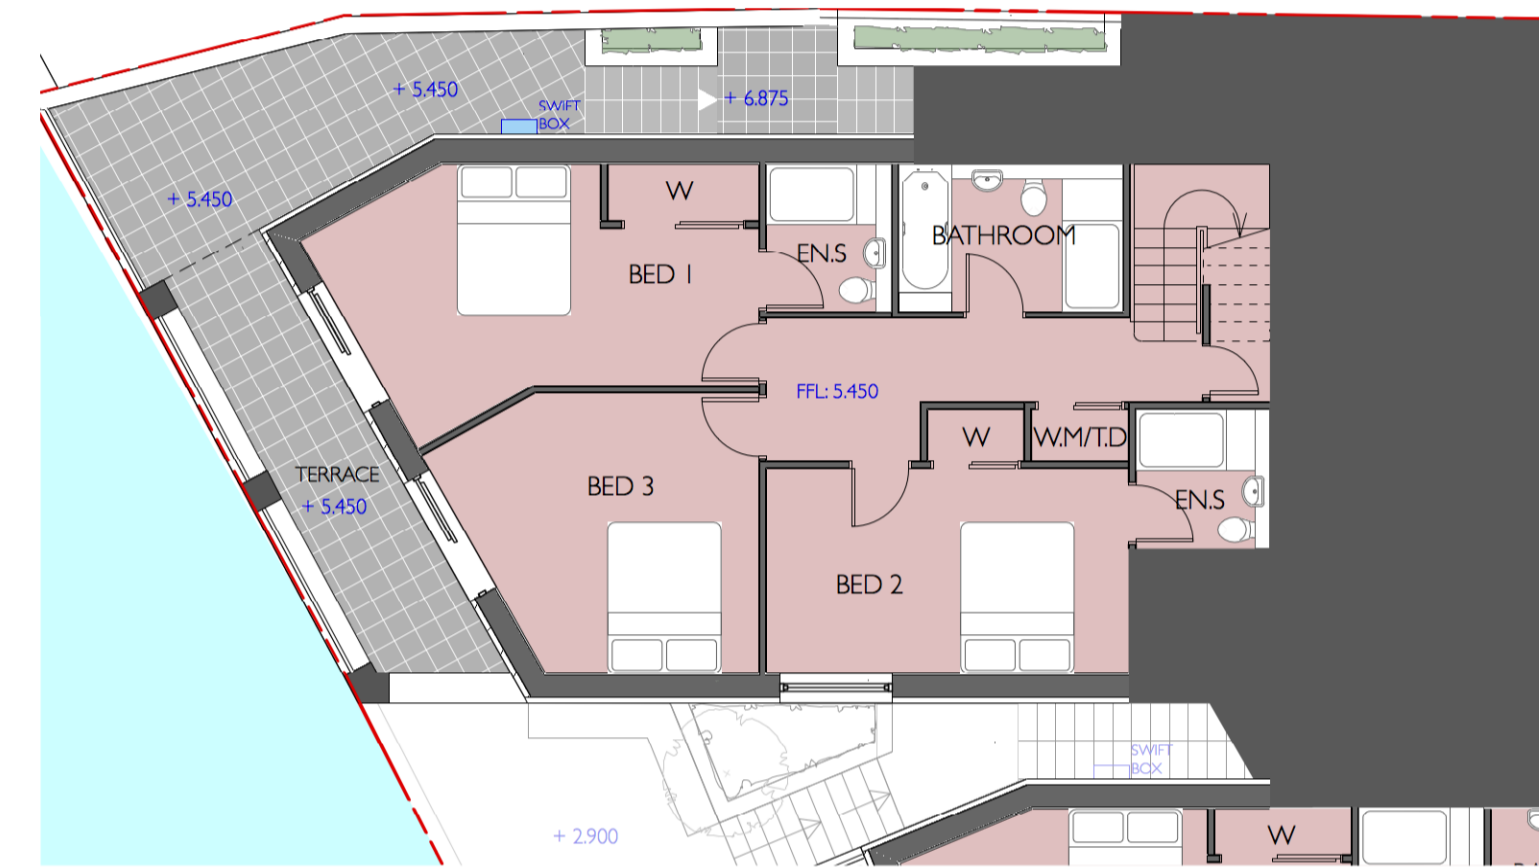 + 5.450
SWIFT
BOX
+ 6.875
+ 5.450
W
BED 1
EN.S
BATHROOM
FFL: 5.450
TERRACE
+ 5.450
BED 3
W
W.M/T.D
EN.S
BED 2
SWIFT
BOX
+ 2.900
W